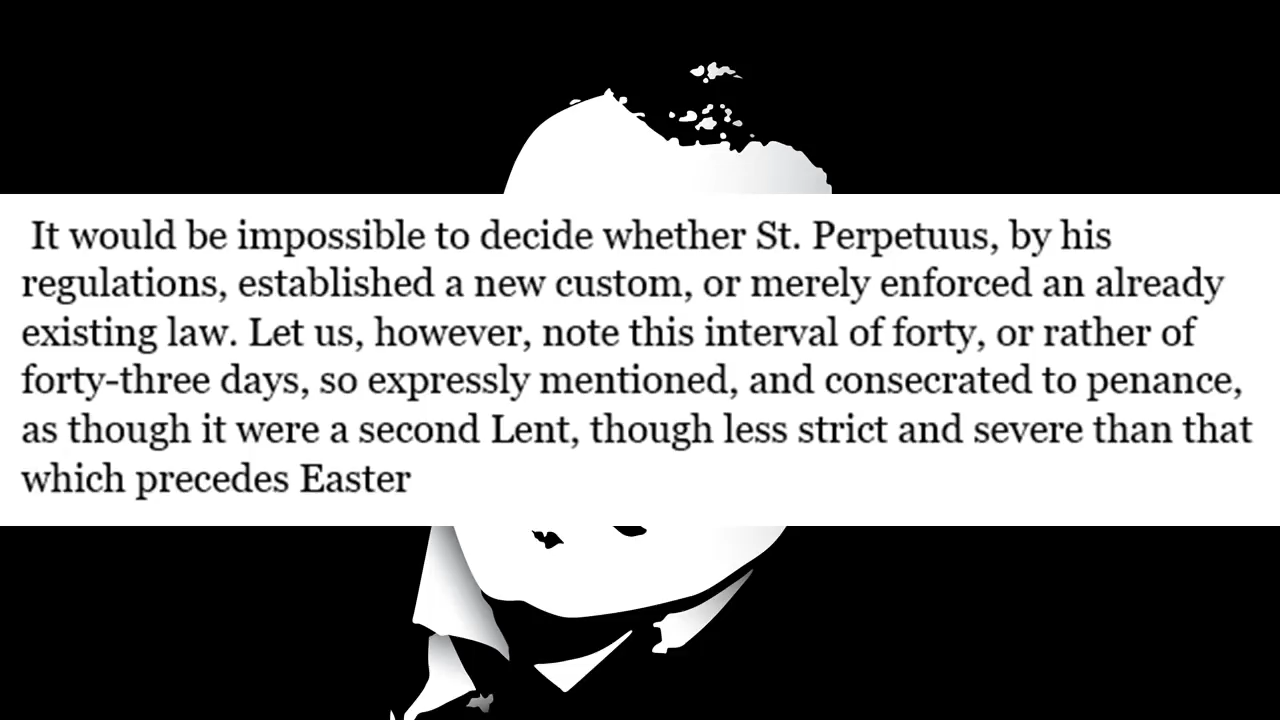 It would be impossible to decide whether St. Perpetuus, by his
regulations, established a new custom, or merely enforced an already
existing law. Let us, however, note this interval of forty, or rather of
forty-three days, so expressly mentioned, and consecrated to penance,
as though it were a second Lent, though less strict and severe than that
which precedes Easter